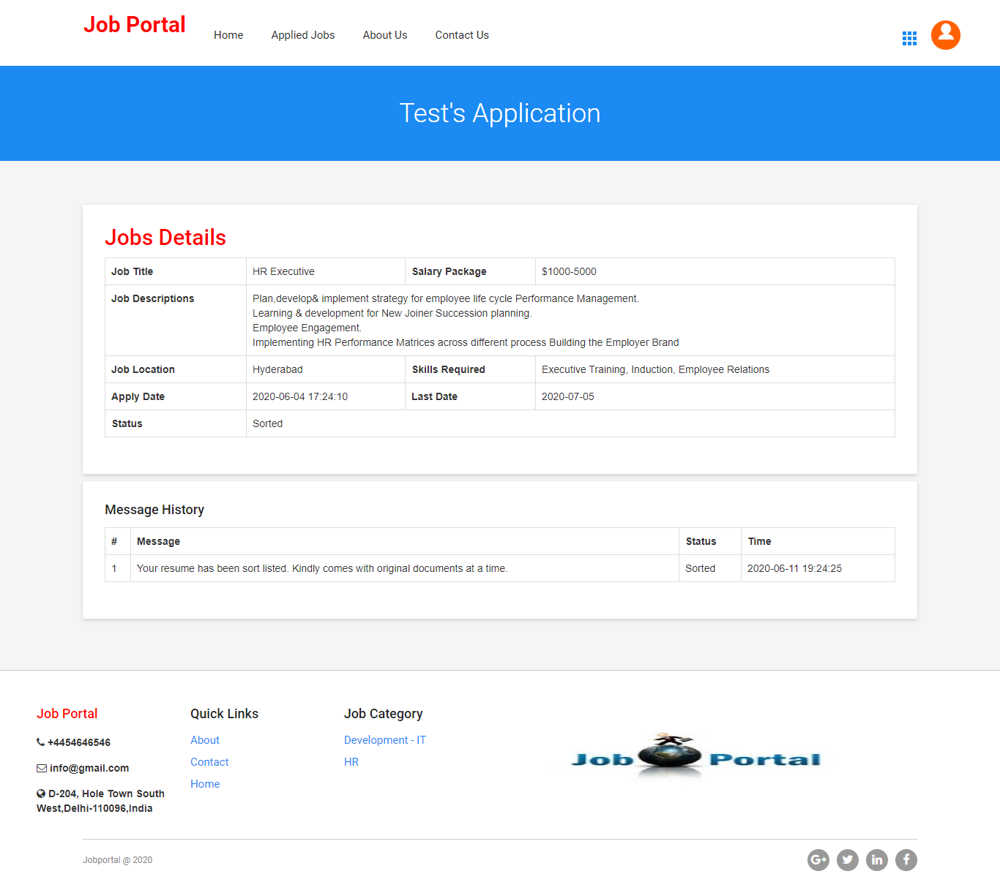 Job Portal
Home
Applied Jobs
About Us
Contact Us
Test's Application
Jobs Details
Job Title HR Executive Salary Package $1000-5000
Job Descriptions Plan,develop& implement strategy for employee life cycle Performance Management.
Learning & development for New Joiner Succession planning.
Employee Engagement.
Implementing HR Performance Matrices across different process Building the Employer Brand
Job Location Hyderabad Skills Required Executive Training, Induction, Employee Relations
Apply Date 2020-06-04 17:24:10 Last Date 2020-07-05
Status Sorted
Message History
# Message Status Time
1 Your resume has been sort listed. Kindly comes with original documents at a time. Sorted 2020-06-11 19:24:25
Job Portal
+4454646546
info@gmail.com
D-204, Hole Town South
West,Delhi-110096,India
Quick Links
About
Contact
Home
Job Category
Development - IT
HR
Job Portal
Jobportal @ 2020